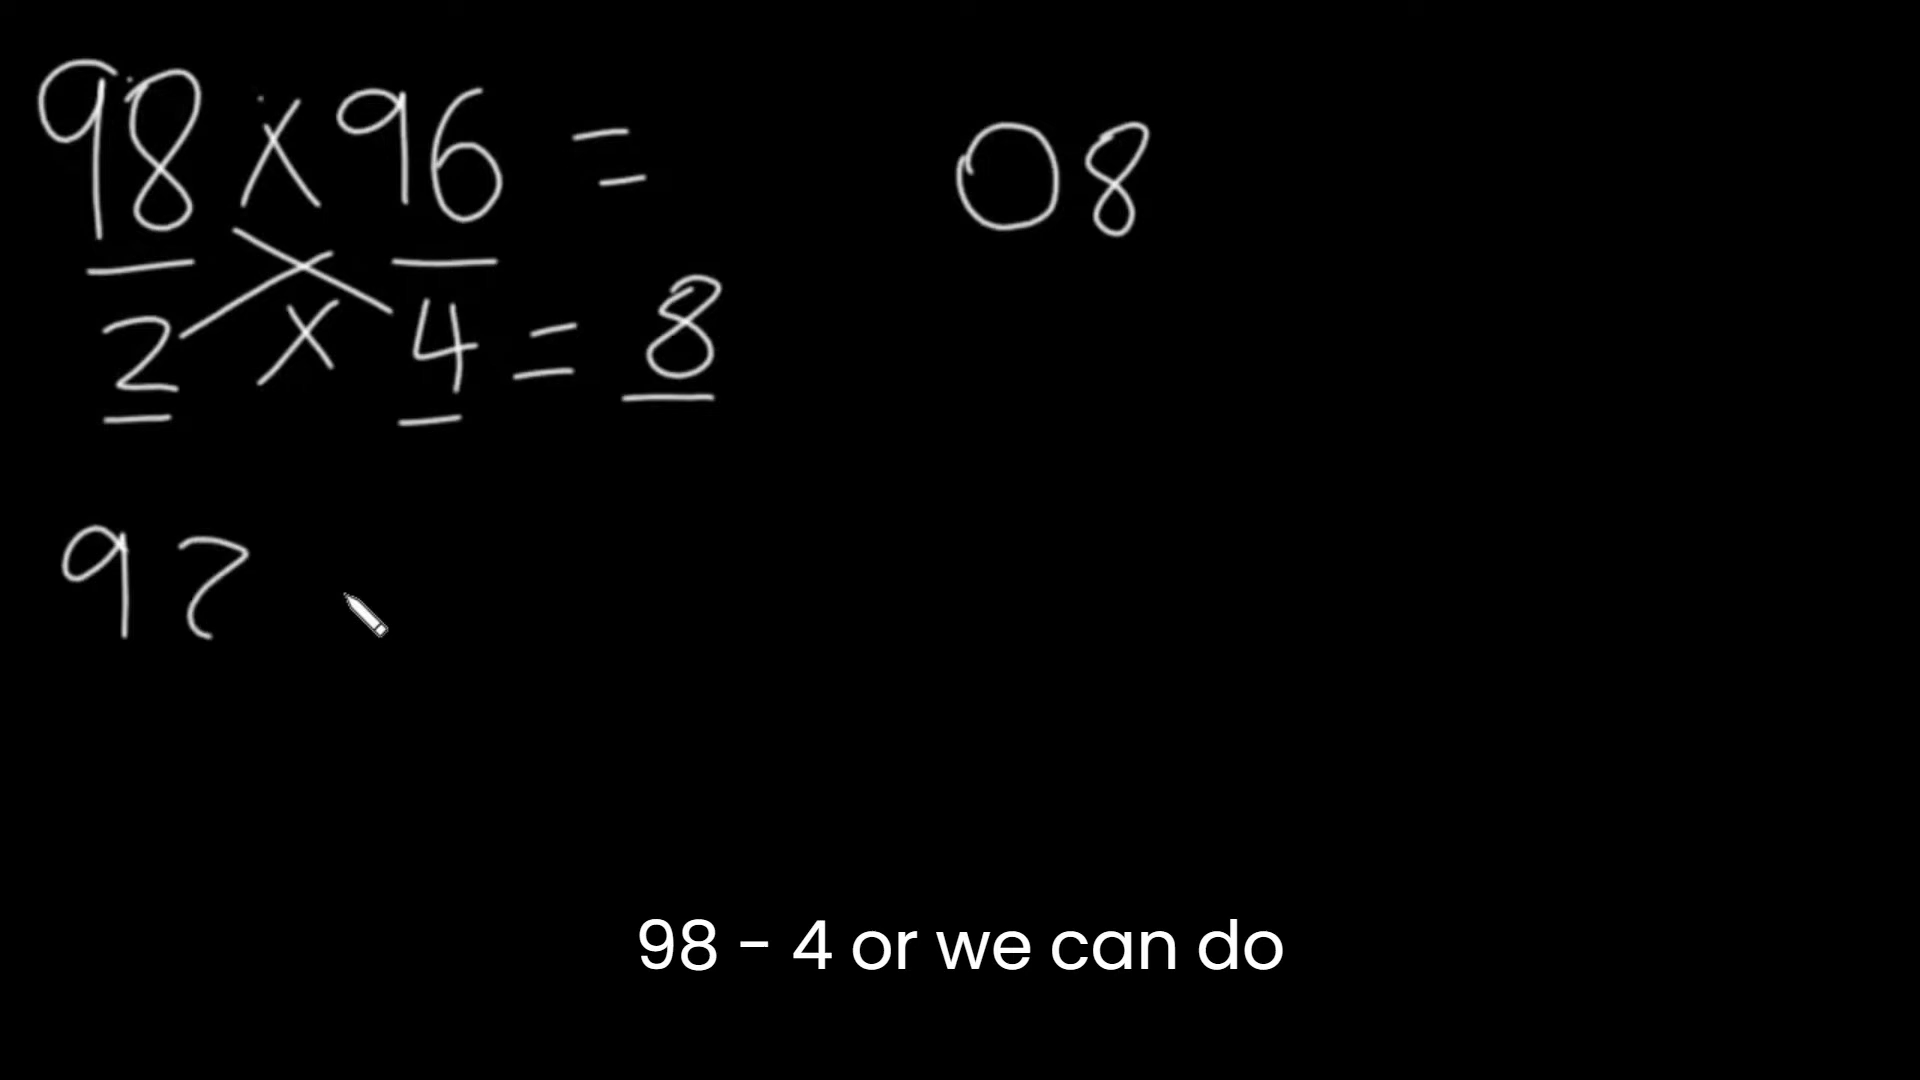 98 x 96 = 08
2 x 4 = 8
9
98 - 4 or we can do